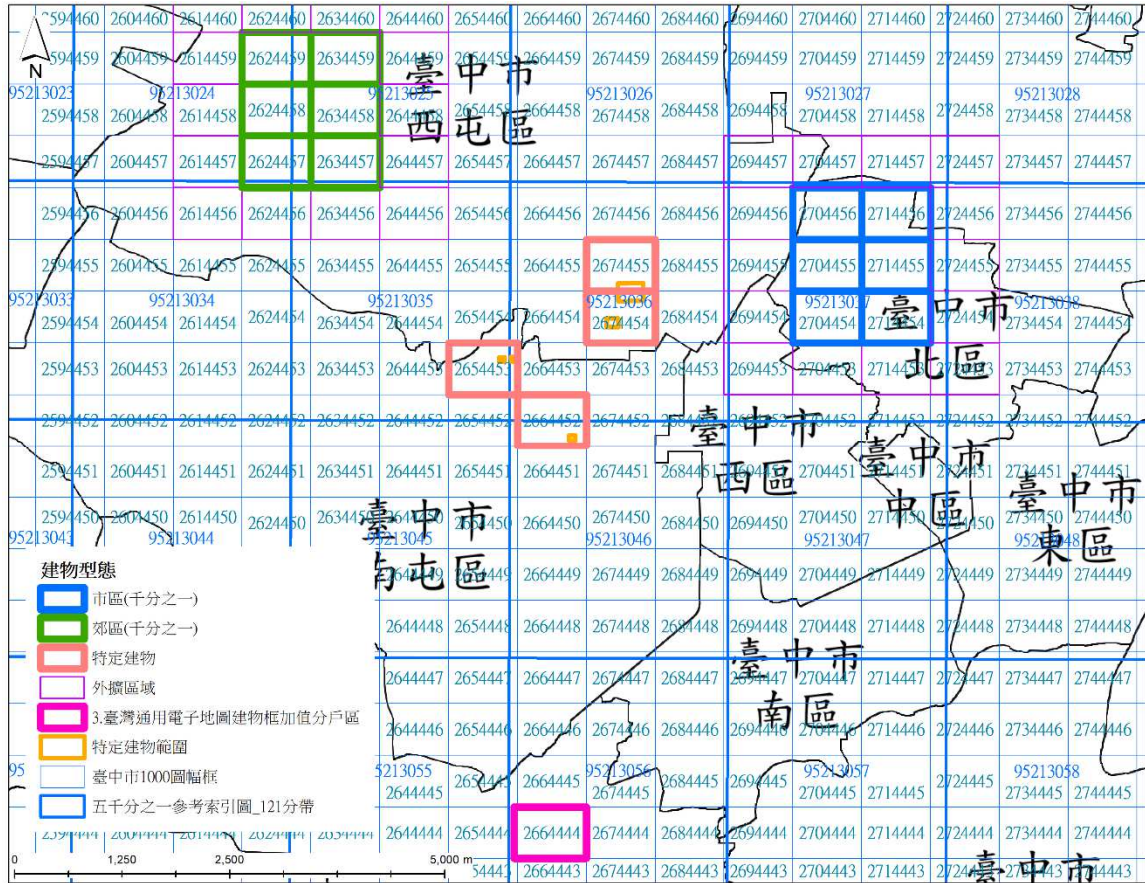 2594460 2604460 2614460 2624460 2634460 2644460 2654460 2664460 2674460 2684460 2694460 2704460 2714460 2724460 2734460 2744460
N
2594459 2604459 2614459 2624459 2634459 2644459 2654459 2664459 2674459 2684459 2694459 2704459 2714459 2724459 2734459 2744459
臺中市
西屯區
95213023 95213024 95213025 95213026 95213027 95213028
2594458 2604458 2614458 2624458 2634458 2644458 2654458 2664458 2674458 2684458 2694458 2704458 2714458 2724458 2734458 2744458
2594457 2604457 2614457 2624457 2634457 2644457 2654457 2664457 2674457 2684457 2694457 2704457 2714457 2724457 2734457 2744457
2594456 2604456 2614456 2624456 2634456 2644456 2654456 2664456 2674456 2684456 2694456 2704456 2714456 2724456 2734456 2744456
2594455 2604455 2614455 2624455 2634455 2644455 2654455 2664455 2674455 2684455 2694455 2704455 2714455 2724455 2734455 2744455
95213033 95213034 95213035 95213036 95213037 95213038
臺中市
北區
2594454 2604454 2614454 2624454 2634454 2644454 2654454 2664454 2674454 2684454 2694454 2704454 2714454 2734454 2744454
2594453 2604453 2614453 2624453 2634453 2644453 2654453 2664453 2674453 2684453 2694453 2704453 2714453 2724453 2734453 2744453
2594452 2604452 2614452 2624452 2634452 2644452 2654452 2664452 2674452 2684452 2694452 2704452 2714452 2724452 2734452 2744452
臺中市
西區
臺中市
中區
臺中市
東區
2594451 2604451 2614451 2624451 2634451 2644451 2654451 2664451 2674451 2684451 2694451 2704451 2714451 2724451 2734451 2744451
2594450 2604450 2614450 2624450 2634450 2644450 2654450 2664450 2674450 2684450 2694450 2704450 2714450 2724450 2734450 2744450
臺中市
南屯區
95213043 95213044 95213045 95213046 95213047 95213048
2654449 2664449 2674449 2684449 2694449 2704449 2714449 2724449 2734449 2744449
2644448 2654448 2664448 2674448 2684448 2694448 2704448 2714448 2724448 2734448 2744448
臺中市
南區
2644447 2654447 2664447 2674447 2684447 2694447 2704447 2714447 2724447 2734447 2744447
2644446 2654446 2664446 2674446 2684446 2694446 2704446 2714446 2724446 2734446 2744446
95213055 95213056 95213057 95213058
2644445 2654445 2664445 2674445 2684445 2694445 2704445 2714445 2724445 2734445 2744445
2644444 2654444 2664444 2674444 2684444 2694444 2704444 2714444 2724444 2734444 2744444
2664443 2674443 2684443 2694443 2704443 2714443 2724443 2734443 2744443
臺中市
建物型態
市區(千分之一)
郊區(千分之一)
特定建物
外擴區域
3.臺灣通用電子地圖建物框加值分戶區
特定建物範圍
臺中市1000圖幅框
五千分之一參考索引圖_121分帶
0 1,250 2,500 5,000 m